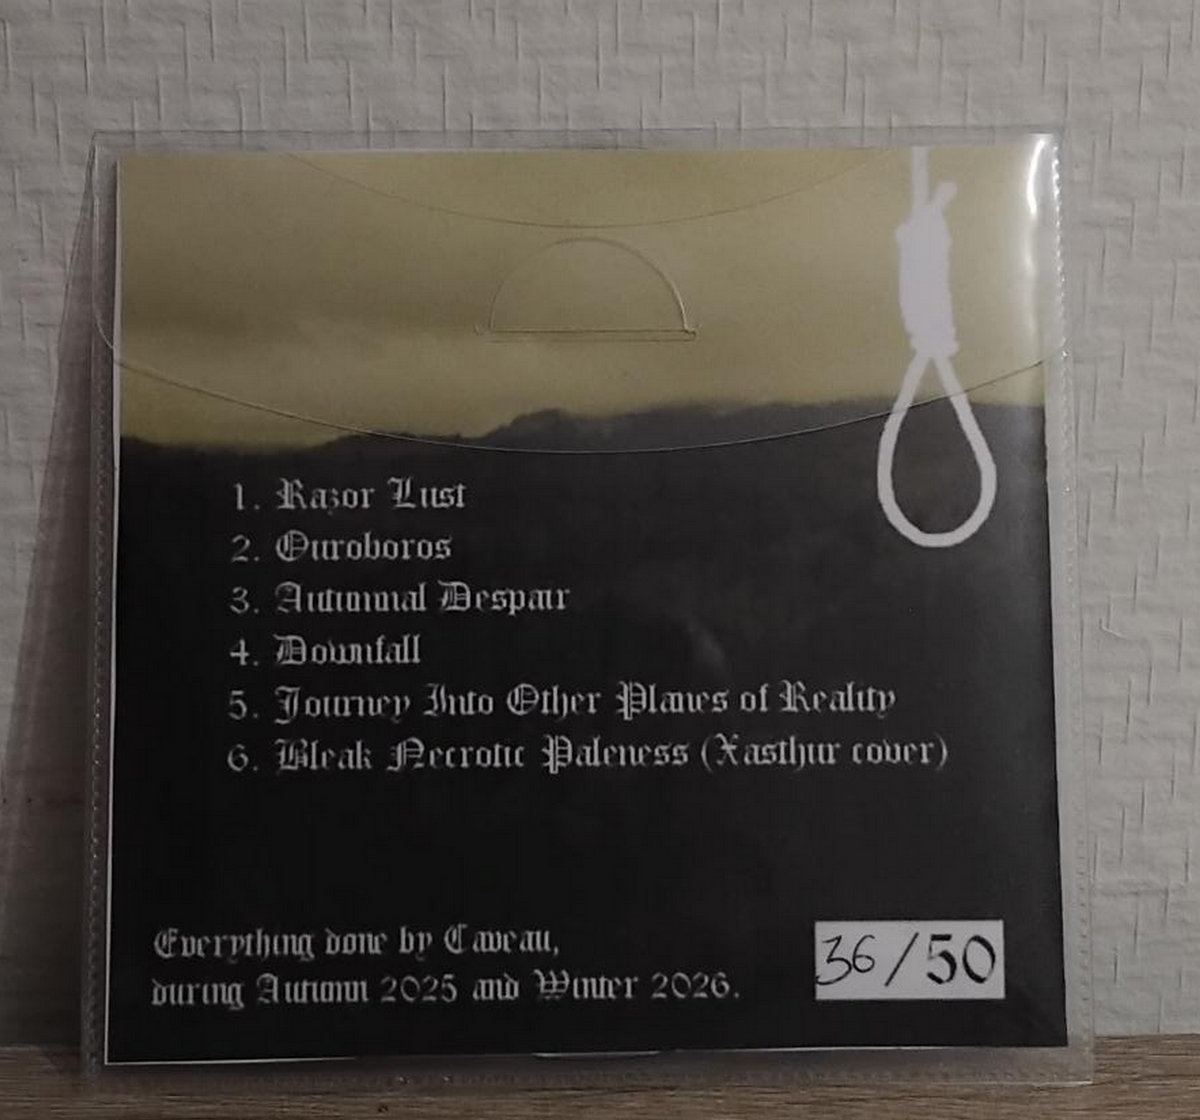 1. Razor Lust
2. Ouroboros
3. Autumnal Despair
4. Downfall
5. Journey Into Other Planes of Reality
6. Bleak Necrotic Paleness (Xasthur cover)
Everything done by Caveau,
during Autumn 2025 and Winter 2026.
36/50